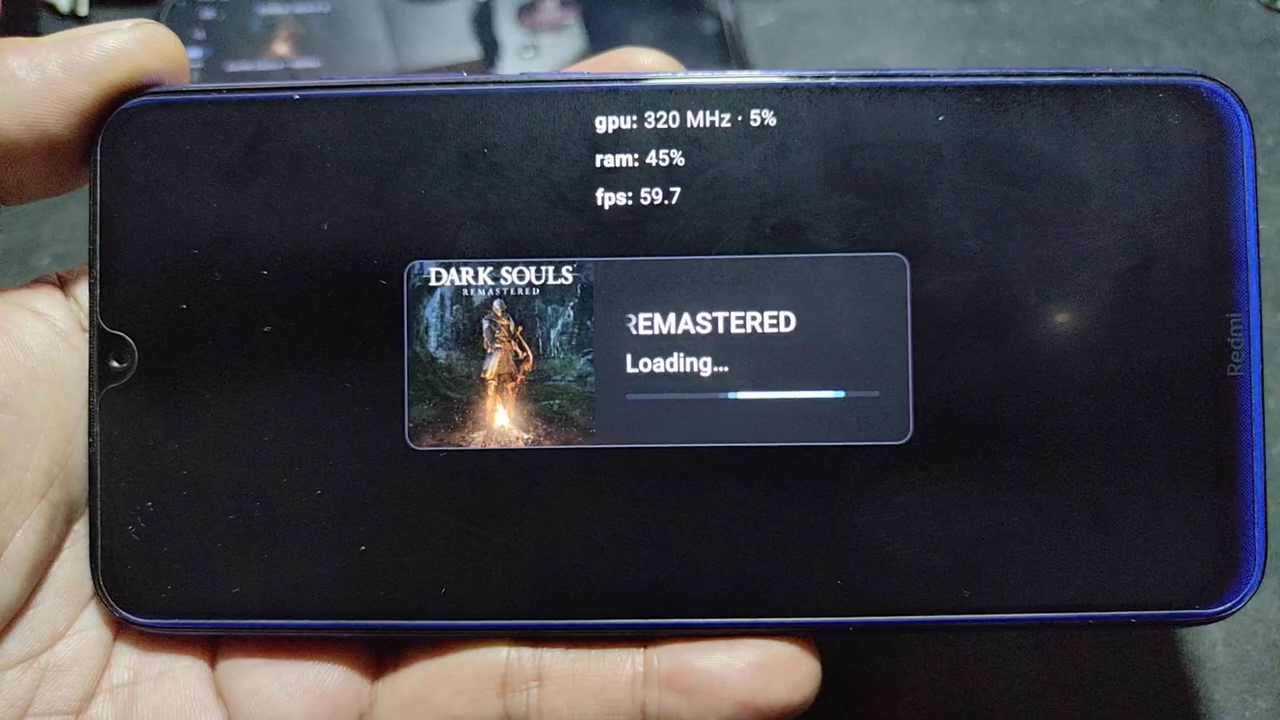 gpu: 320 MHz · 5%
ram: 45%
fps: 59.7
DARK SOULS
REMASTERED
REMASTERED
Loading...
Redmi